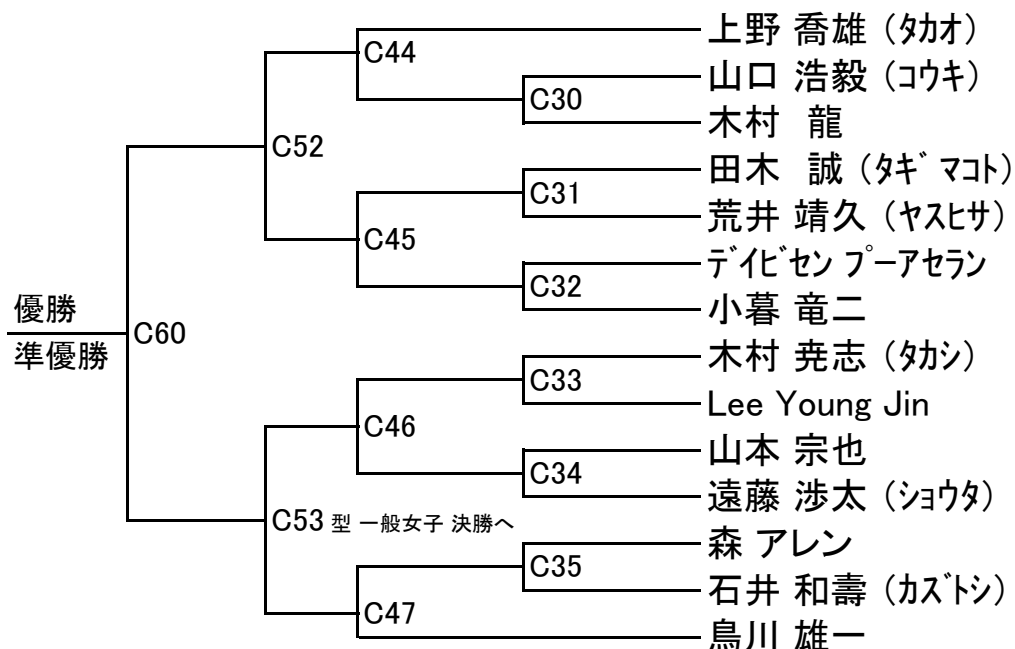 上野 喬雄 (タカオ)
C44
山口 浩毅 (コウキ)
C30
木村 龍
C52
田木 誠 (タギ マコト)
C31
荒井 靖久 (ヤスヒサ)
C45
デイビセン プーアセラン
C32
小暮 竜二
優勝
C60
準優勝
木村 尭志 (タカシ)
C33
Lee Young Jin
C46
山本 宗也
C34
遠藤 渉太 (ショウタ)
C53 型 一般女子 決勝へ
森 アレン
C35
石井 和壽 (カズトシ)
C47
鳥川 雄一